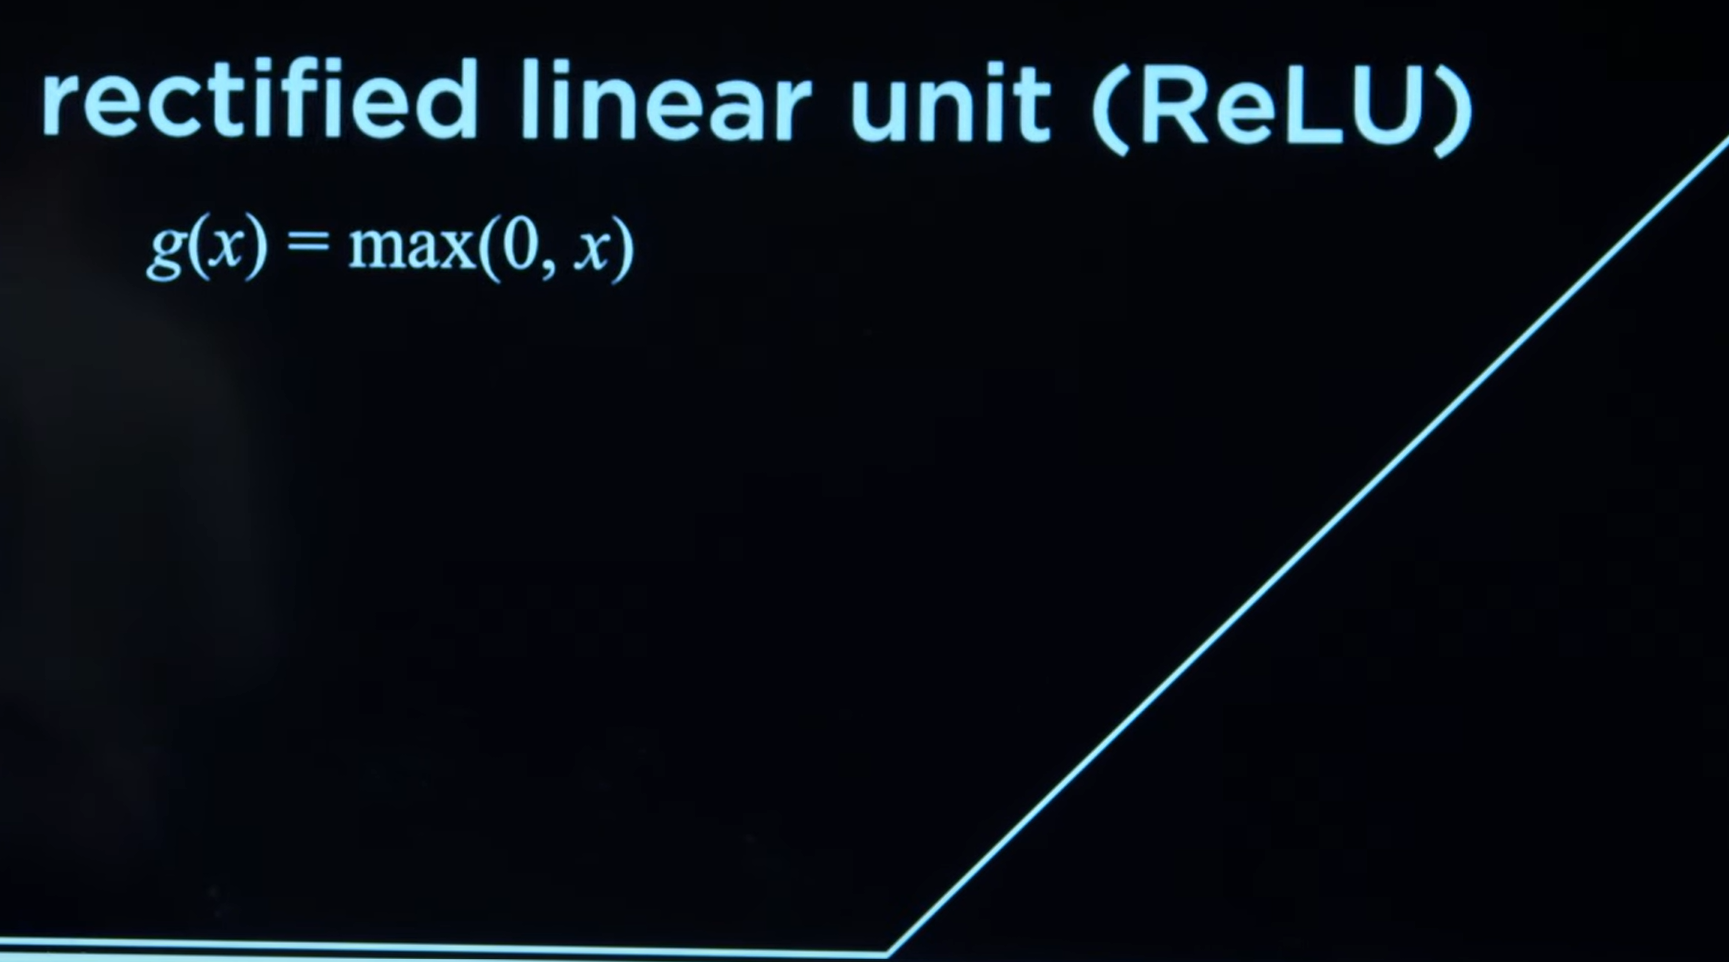 rectified linear unit (ReLU)
g(x) = max(0, x)